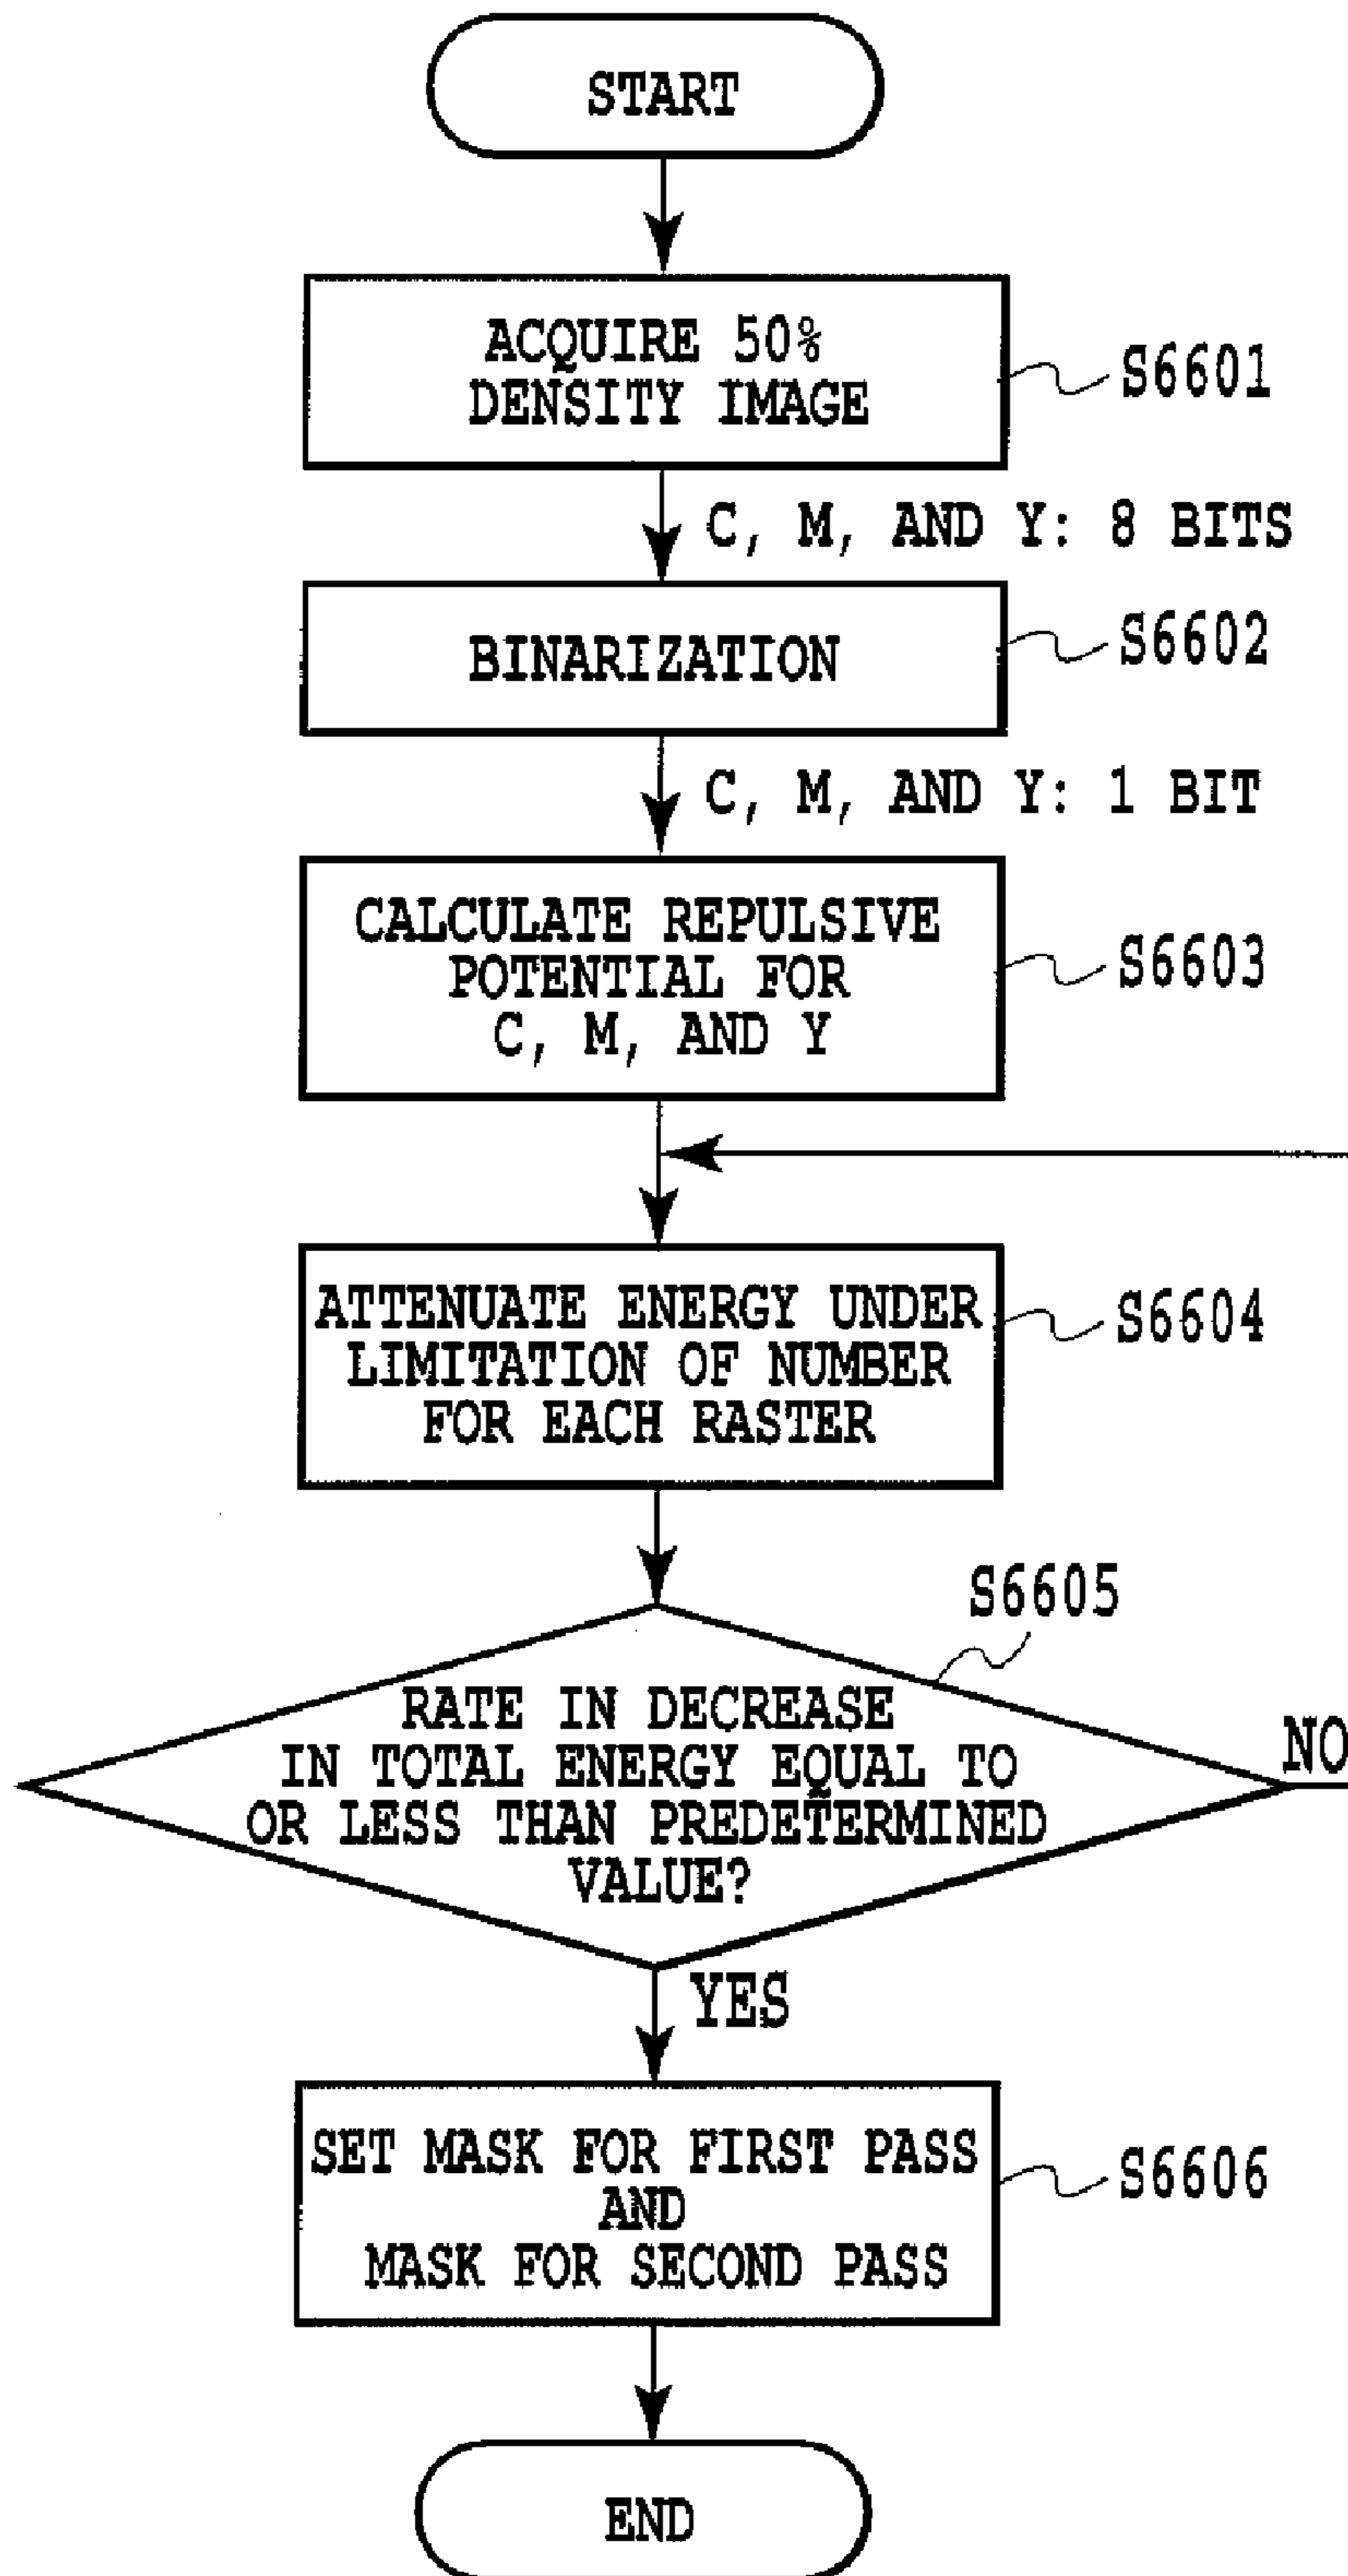 START
ACQUIRE 50%
DENSITY IMAGE
S6601
C, M, AND Y: 8 BITS
BINARIZATION
S6602
C, M, AND Y: 1 BIT
CALCULATE REPULSIVE
POTENTIAL FOR
C, M, AND Y
S6603
ATTENUATE ENERGY UNDER
LIMITATION OF NUMBER
FOR EACH RASTER
S6604
S6605
RATE IN DECREASE
IN TOTAL ENERGY EQUAL TO
OR LESS THAN PREDETERMINED
VALUE?
NO
YES
SET MASK FOR FIRST PASS
AND
MASK FOR SECOND PASS
S6606
END